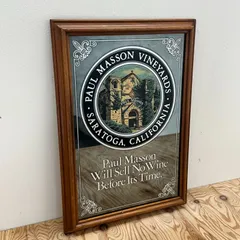 PAUL MASSON VINEYARDS
SARATOGA, CALIFORNIA
Paul Masson
Will Sell No Wine
Before Its Time.